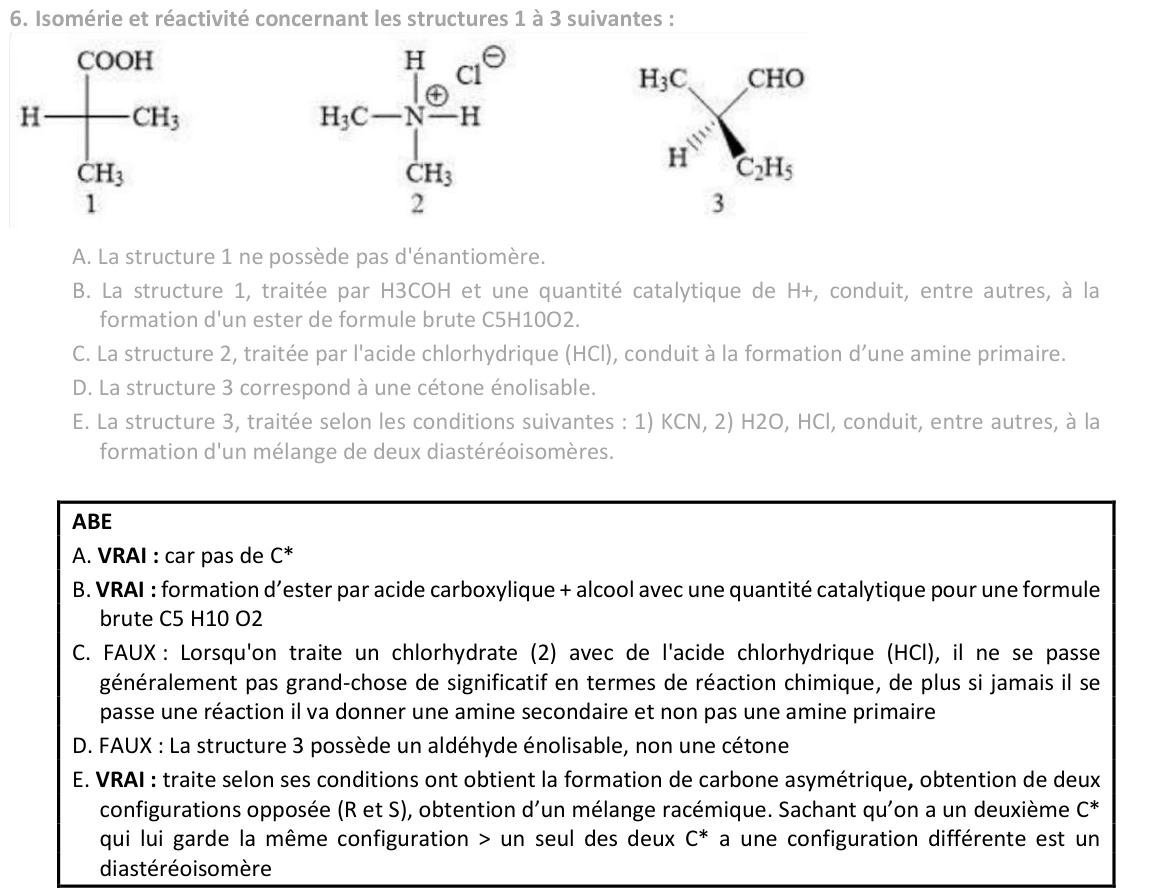 6. Isomérie et réactivité concernant les structures 1 à 3 suivantes :
COOH
H
CH3
CH3
1
H
Cl⊖
⊕
H3C—N—H
CH3
2
H3C
CHO
H
C2H5
3
A. La structure 1 ne possède pas d'énantiomère.
B. La structure 1, traitée par H3COH et une quantité catalytique de H+, conduit, entre autres, à la
formation d'un ester de formule brute C5H10O2.
C. La structure 2, traitée par l'acide chlorhydrique (HCl), conduit à la formation d’une amine primaire.
D. La structure 3 correspond à une cétone énolisable.
E. La structure 3, traitée selon les conditions suivantes : 1) KCN, 2) H2O, HCl, conduit, entre autres, à la
formation d'un mélange de deux diastéréoisomères.
ABE
A. VRAI : car pas de C*
B. VRAI : formation d’ester par acide carboxylique + alcool avec une quantité catalytique pour une formule
brute C5 H10 O2
C. FAUX : Lorsqu'on traite un chlorhydrate (2) avec de l'acide chlorhydrique (HCl), il ne se passe
généralement pas grand-chose de significatif en termes de réaction chimique, de plus si jamais il se
passe une réaction il va donner une amine secondaire et non pas une amine primaire
D. FAUX : La structure 3 possède un aldéhyde énolisable, non une cétone
E. VRAI : traite selon ses conditions ont obtient la formation de carbone asymétrique, obtention de deux
configurations opposée (R et S), obtention d’un mélange racémique. Sachant qu’on a un deuxième C*
qui lui garde la même configuration > un seul des deux C* a une configuration différente est un
diastéréoisomère